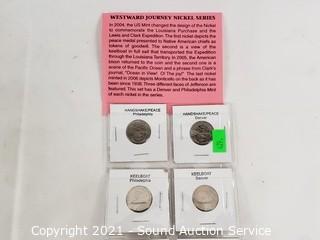 WESTWARD JOURNEY NICKEL SERIES
In 2004, the US Mint changed the design of the Nickel
to commemorate the Louisiana Purchase and the
Lewis and Clark Expedition. The first nickel depicts the
peace medal presented to Native American chiefs as
tokens of goodwill. The second is a view of the
keelboat in full sail that transported the Expedition
through the Louisiana Territory. In 2005, the American
bison returned to the coin and the second one is a
scene of the Pacific Ocean and a phrase from Clark's
journal, "Ocean in View!. O! The joy!" The last nickel
minted in 2006 depicts Monticello on the back as it has
been since 1938. Three different faces of Jefferson are
featured. This set has a Denver and Philadelphia Mint
of each nickel in the series.
HANDSHAKE/PEACE
Philadelphia
HANDSHAKE/PEACE
Denver
KEELBOAT
Philadelphia
KEELBOAT
Denver
Copyright 2021 - Sound Auction Service